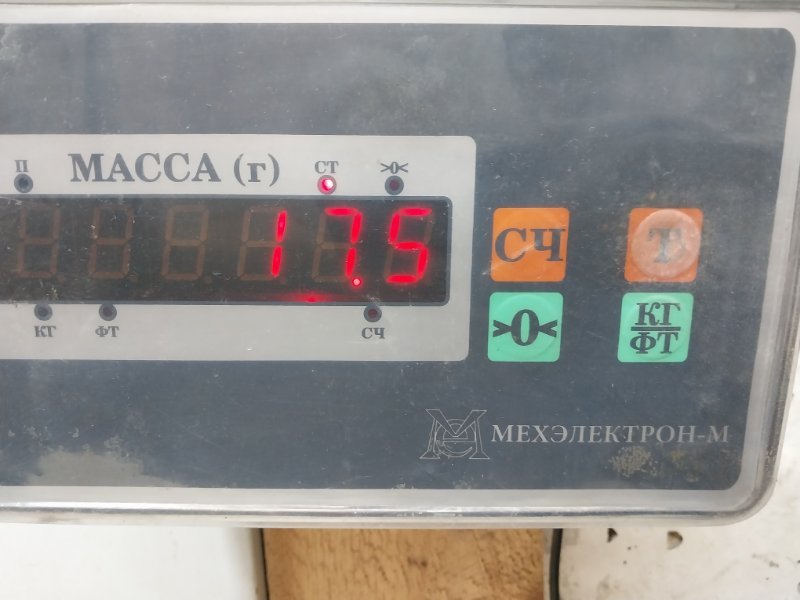 П МАССА (г) СТ >0<
17.5
КГ ФТ СЧ
СЧ Т
>0< КГ/ФТ
МЕХЭЛЕКТРОН-М